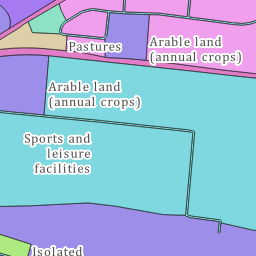 Pastures
Arable land
(annual crops)
Arable land
(annual crops)
Sports and
leisure
facilities
Isolated